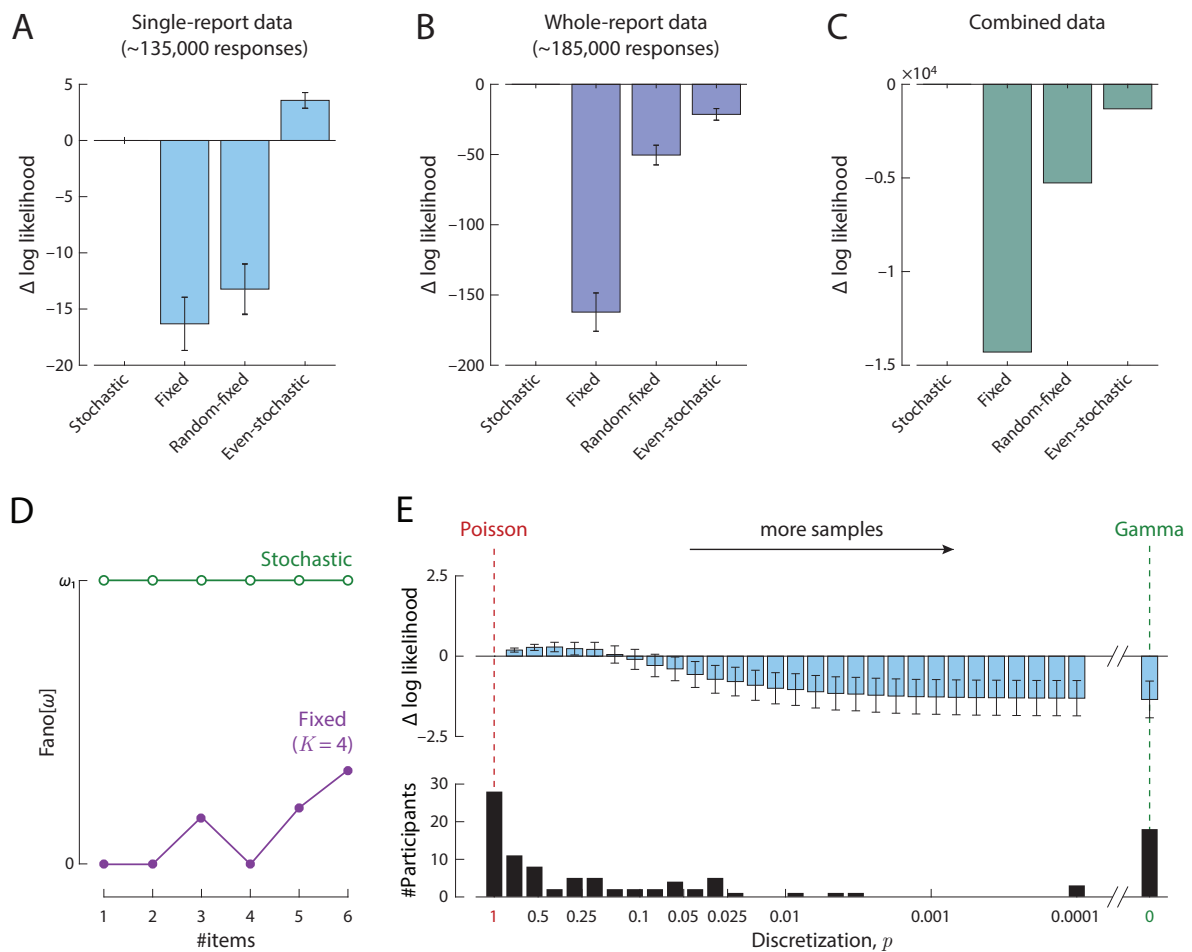 A
Single-report data
(~135,000 responses)
5
0
−5
−10
−15
−20
Δ log likelihood
Stochastic
Fixed
Random-fixed
Even-stochastic
B
Whole-report data
(~185,000 responses)
0
−50
−100
−150
−200
Δ log likelihood
Stochastic
Fixed
Random-fixed
Even-stochastic
C
Combined data
×10⁴
0
−0.5
−1
−1.5
Δ log likelihood
Stochastic
Fixed
Random-fixed
Even-stochastic
D
Stochastic
ω₁
Fano[ω]
Fixed
(K = 4)
0
1 2 3 4 5 6
#items
E
Poisson
more samples
Gamma
2.5
0
−2.5
Δ log likelihood
30
20
10
0
#Participants
1 0.5 0.25 0.1 0.05 0.025 0.01 0.001 0.0001 0
Discretization, p